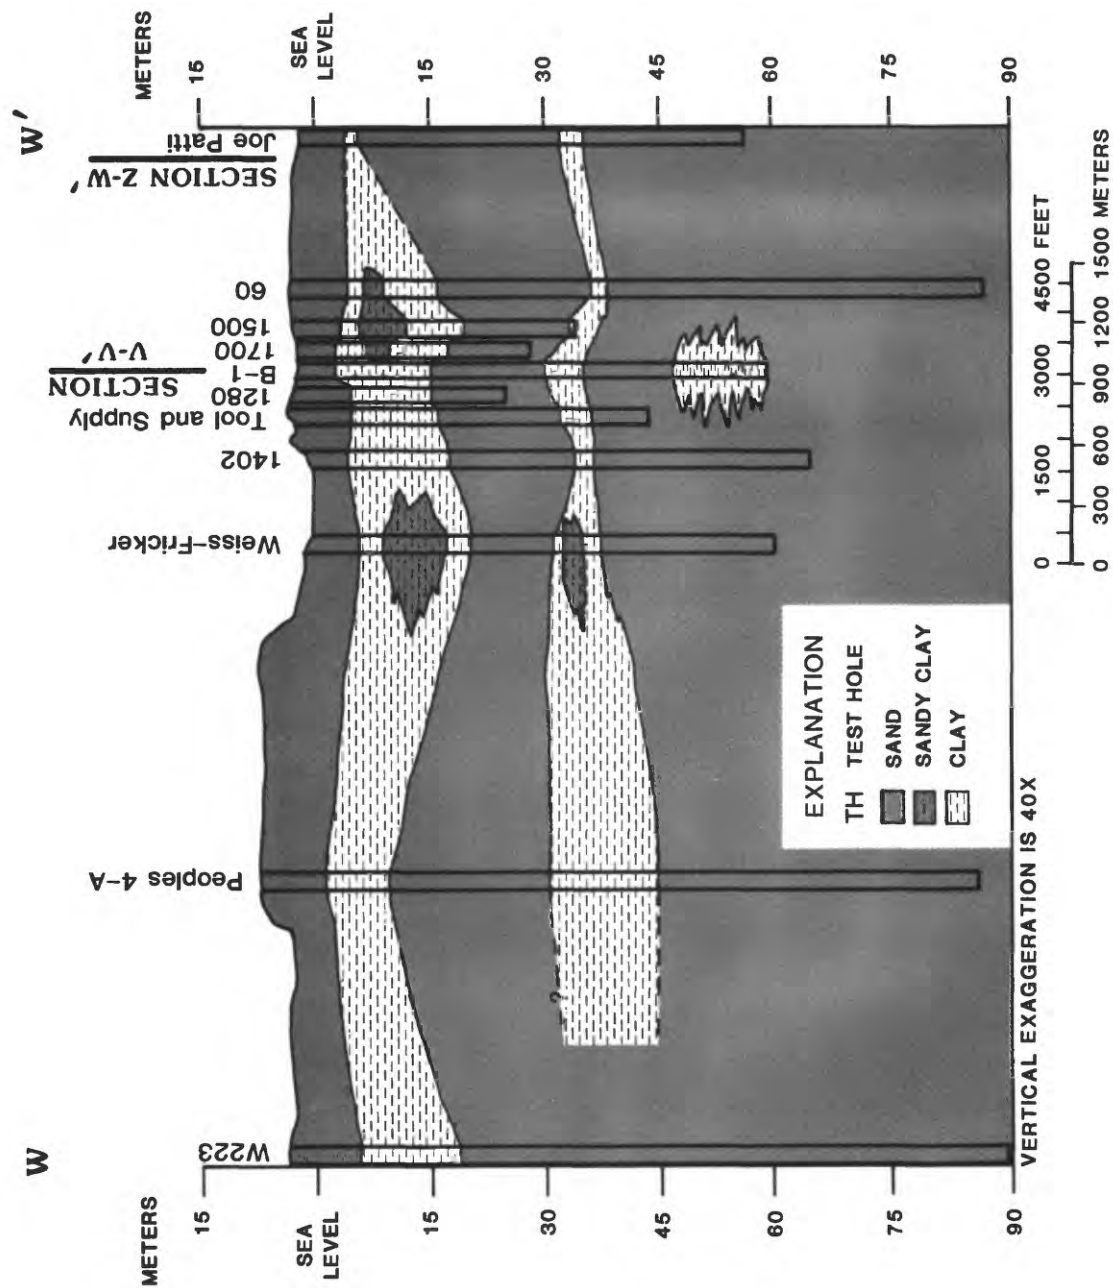 W
W'
METERS
15
SEA
LEVEL
15
30
45
60
75
90
W223
Peoples 4-A
Weiss-Fricker
1402
Tool and Supply
1280
B-1
1700
1500
60
Joe Patti
SECTION
V-V'
SECTION Z-W'
METERS
15
SEA
LEVEL
15
30
45
60
75
90
?
EXPLANATION
TH TEST HOLE
SAND
SANDY CLAY
CLAY
VERTICAL EXAGGERATION IS 40X
0 1500 3000 4500 FEET
0 300 600 900 1200 1500 METERS